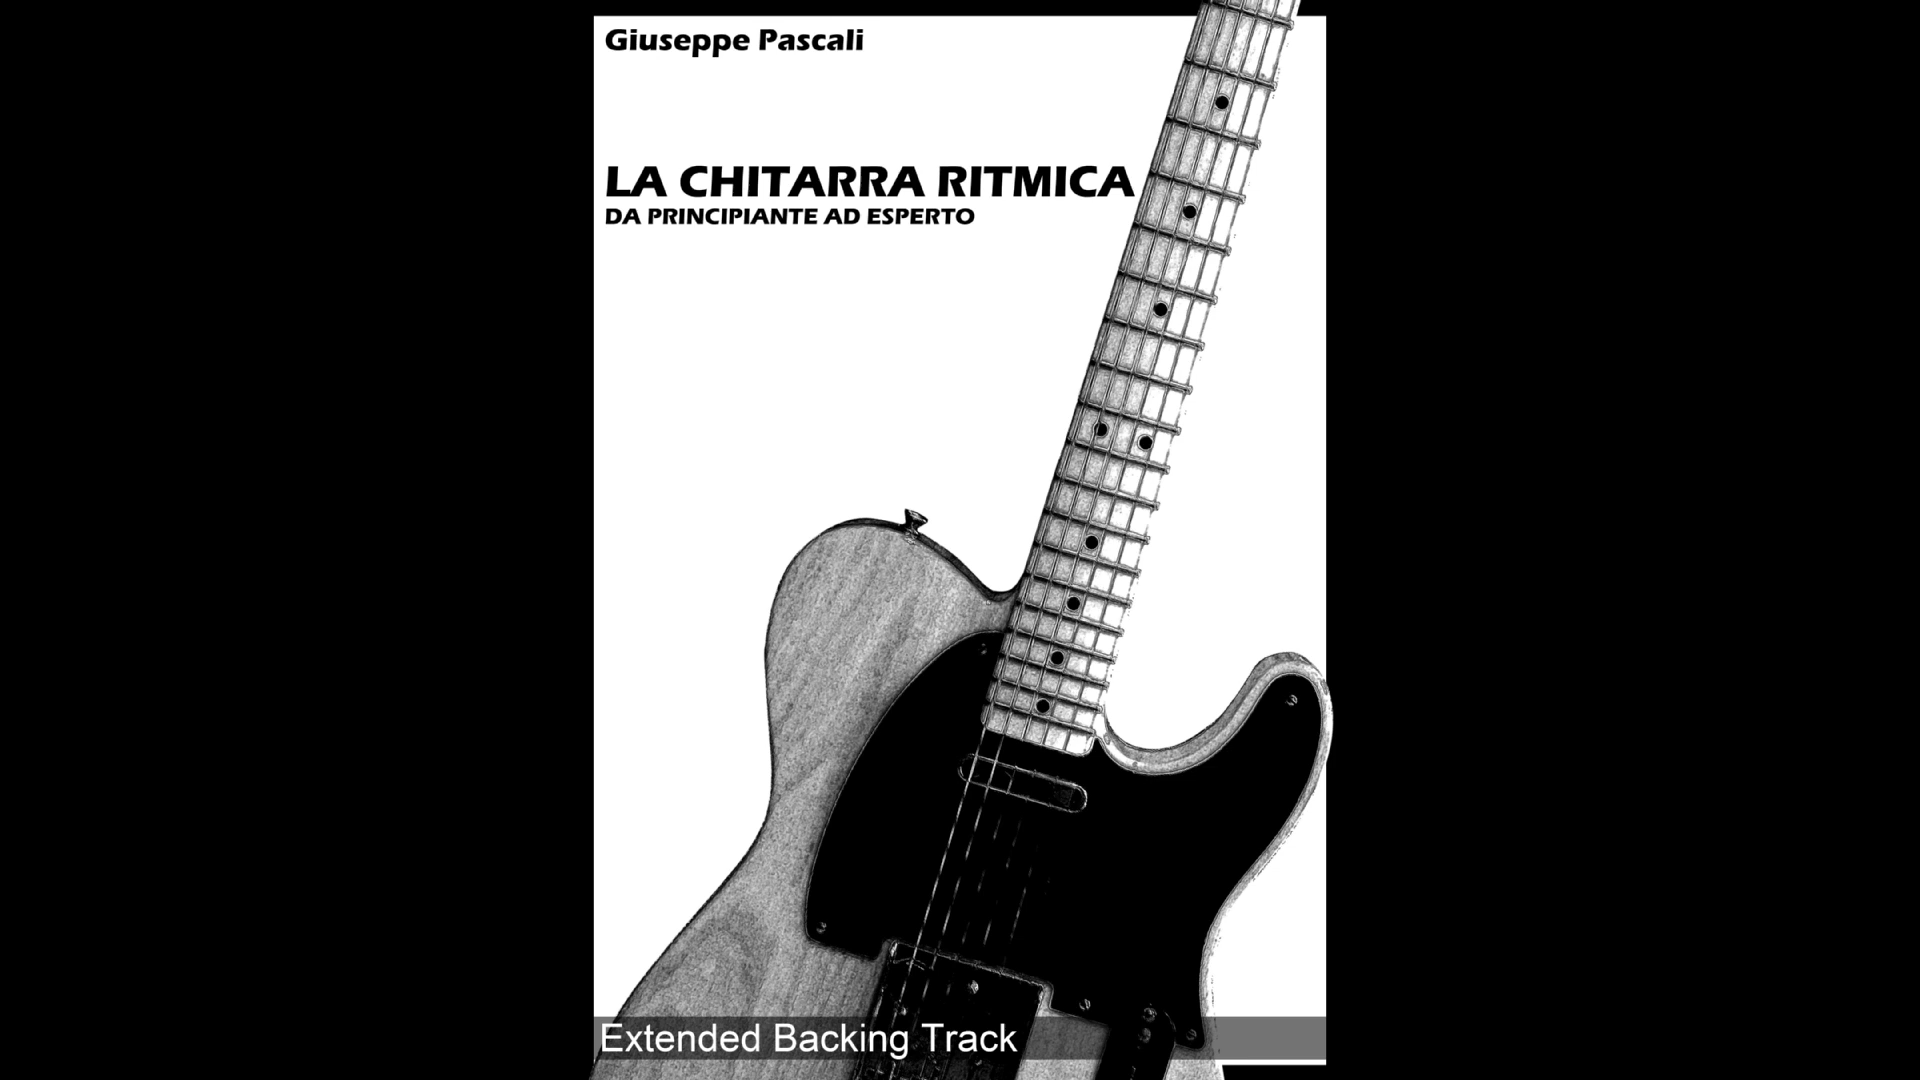 Giuseppe Pascali
LA CHITARRA RITMICA
DA PRINCIPIANTE AD ESPERTO
Extended Backing Track